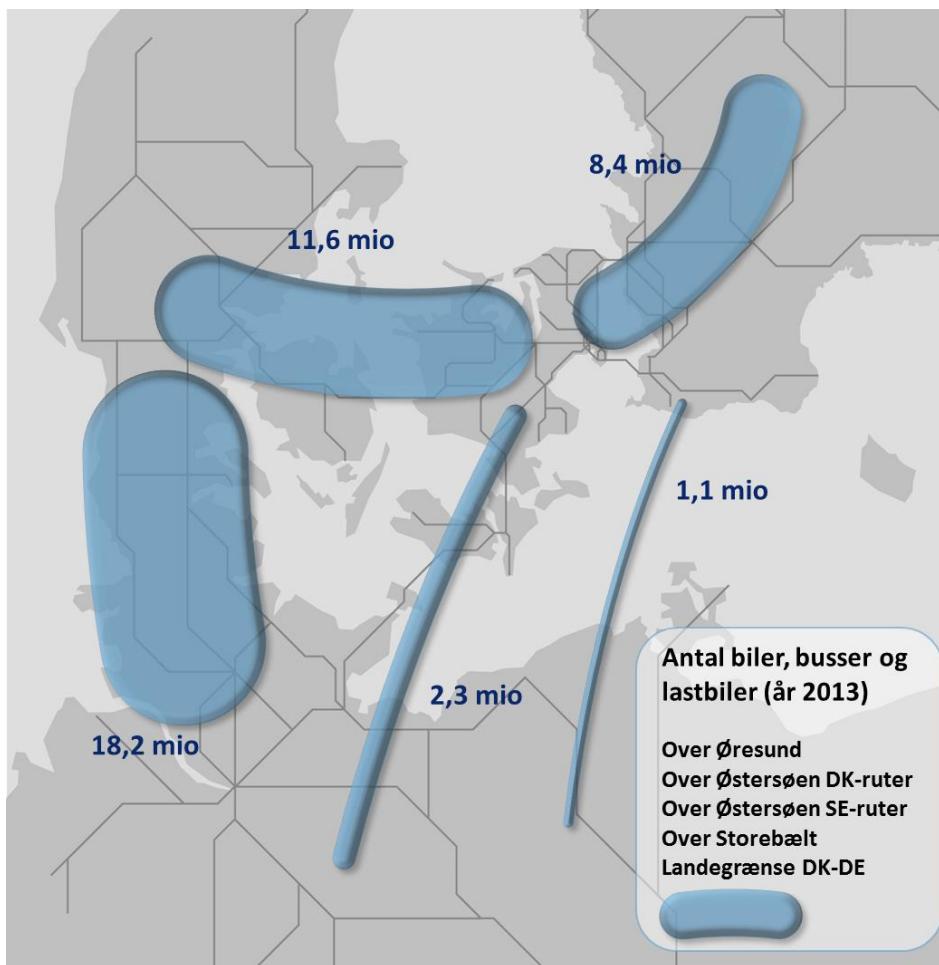 8,4 mio
11,6 mio
1,1 mio
2,3 mio
18,2 mio
Antal biler, busser og
lastbiler (år 2013)
Over Øresund
Over Østersøen DK-ruter
Over Østersøen SE-ruter
Over Storebælt
Landegrænse DK-DE